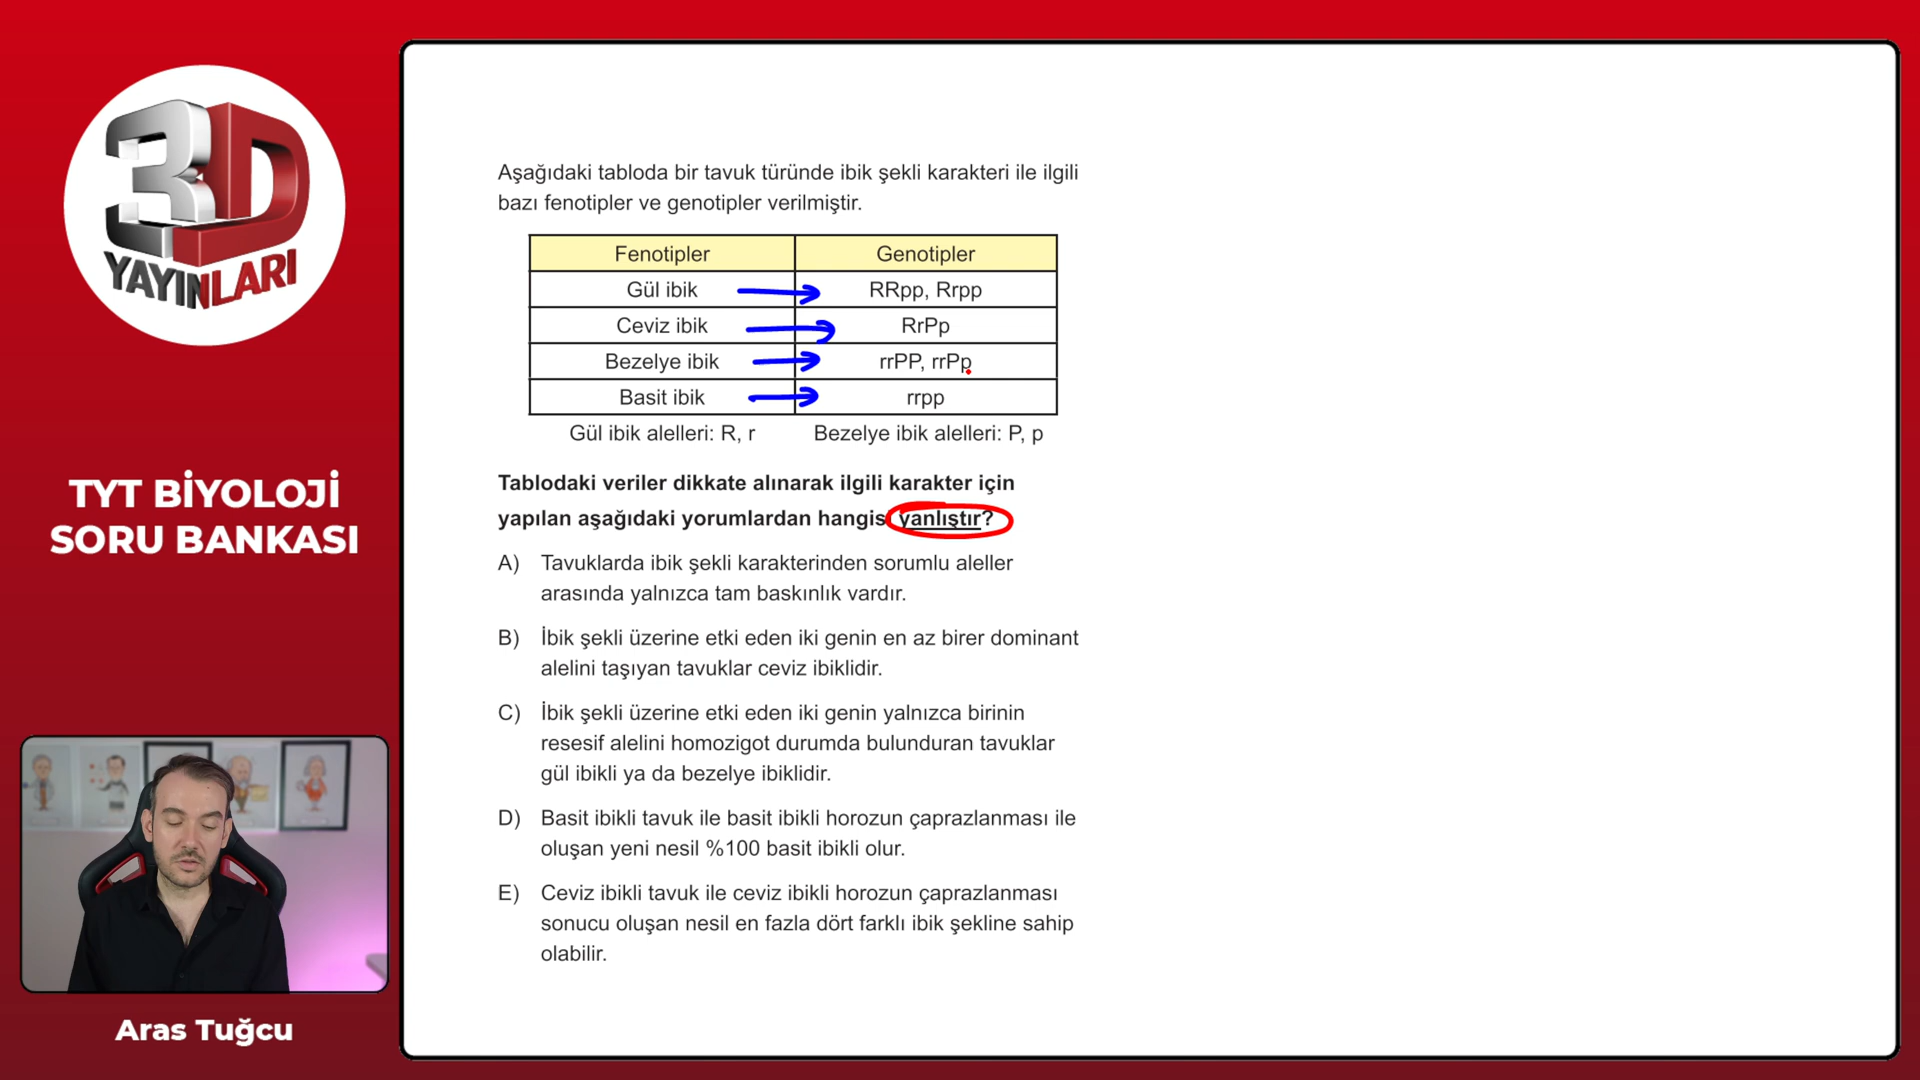 3D
YAYINLARI
TYT BİYOLOJİ
SORU BANKASI
Aras Tuğcu
Aşağıdaki tabloda bir tavuk türünde ibik şekli karakteri ile ilgili
bazı fenotipler ve genotipler verilmiştir.
Fenotipler Genotipler
Gül ibik RRpp, Rrpp
Ceviz ibik RrPp
Bezelye ibik rrPP, rrPp
Basit ibik rrpp
Gül ibik alelleri: R, r Bezelye ibik alelleri: P, p
Tablodaki veriler dikkate alınarak ilgili karakter için
yapılan aşağıdaki yorumlardan hangisi yanlıştır?
A) Tavuklarda ibik şekli karakterinden sorumlu aleller
arasında yalnızca tam baskınlık vardır.
B) İbik şekli üzerine etki eden iki genin en az birer dominant
alelini taşıyan tavuklar ceviz ibiklidir.
C) İbik şekli üzerine etki eden iki genin yalnızca birinin
resesif alelini homozigot durumda bulunduran tavuklar
gül ibikli ya da bezelye ibiklidir.
D) Basit ibikli tavuk ile basit ibikli horozun çaprazlanması ile
oluşan yeni nesil %100 basit ibikli olur.
E) Ceviz ibikli tavuk ile ceviz ibikli horozun çaprazlanması
sonucu oluşan nesil en fazla dört farklı ibik şekline sahip
olabilir.